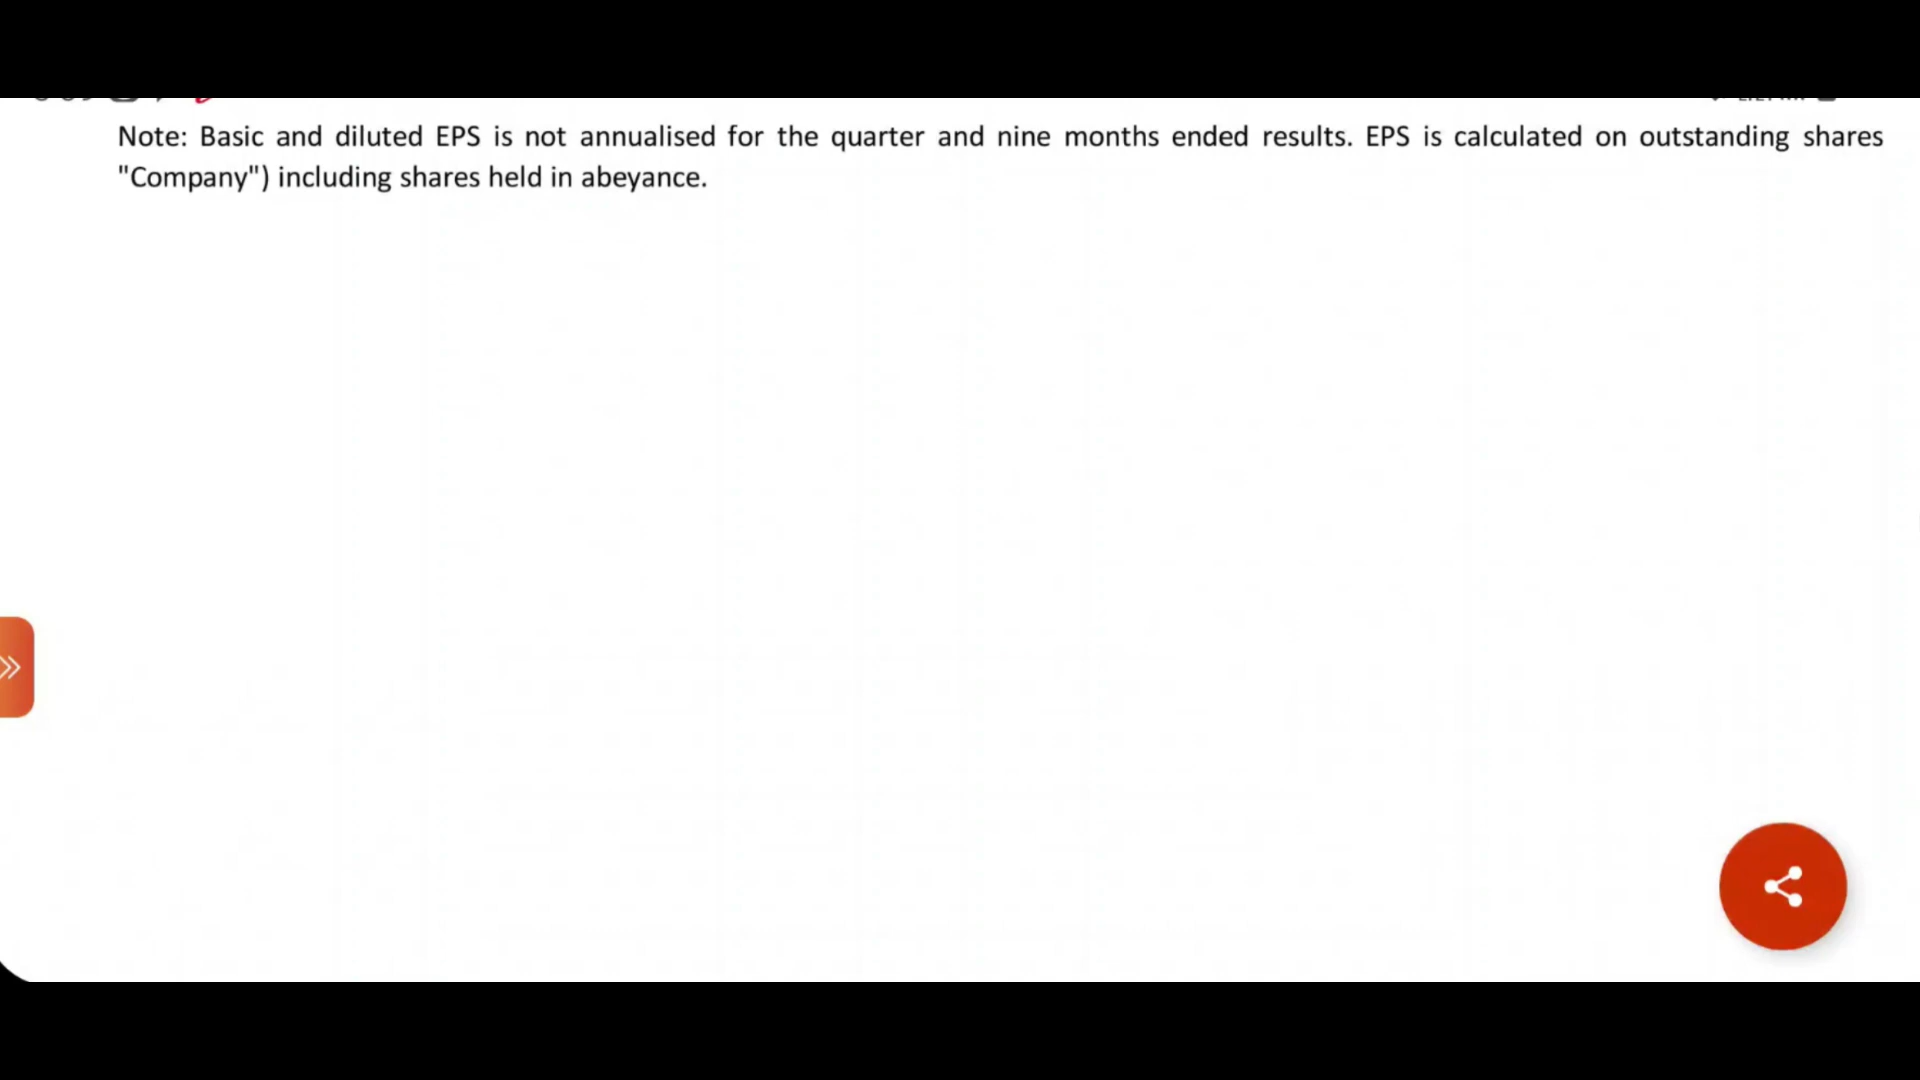 Note: Basic and diluted EPS is not annualised for the quarter and nine months ended results. EPS is calculated on outstanding shares
"Company") including shares held in abeyance.